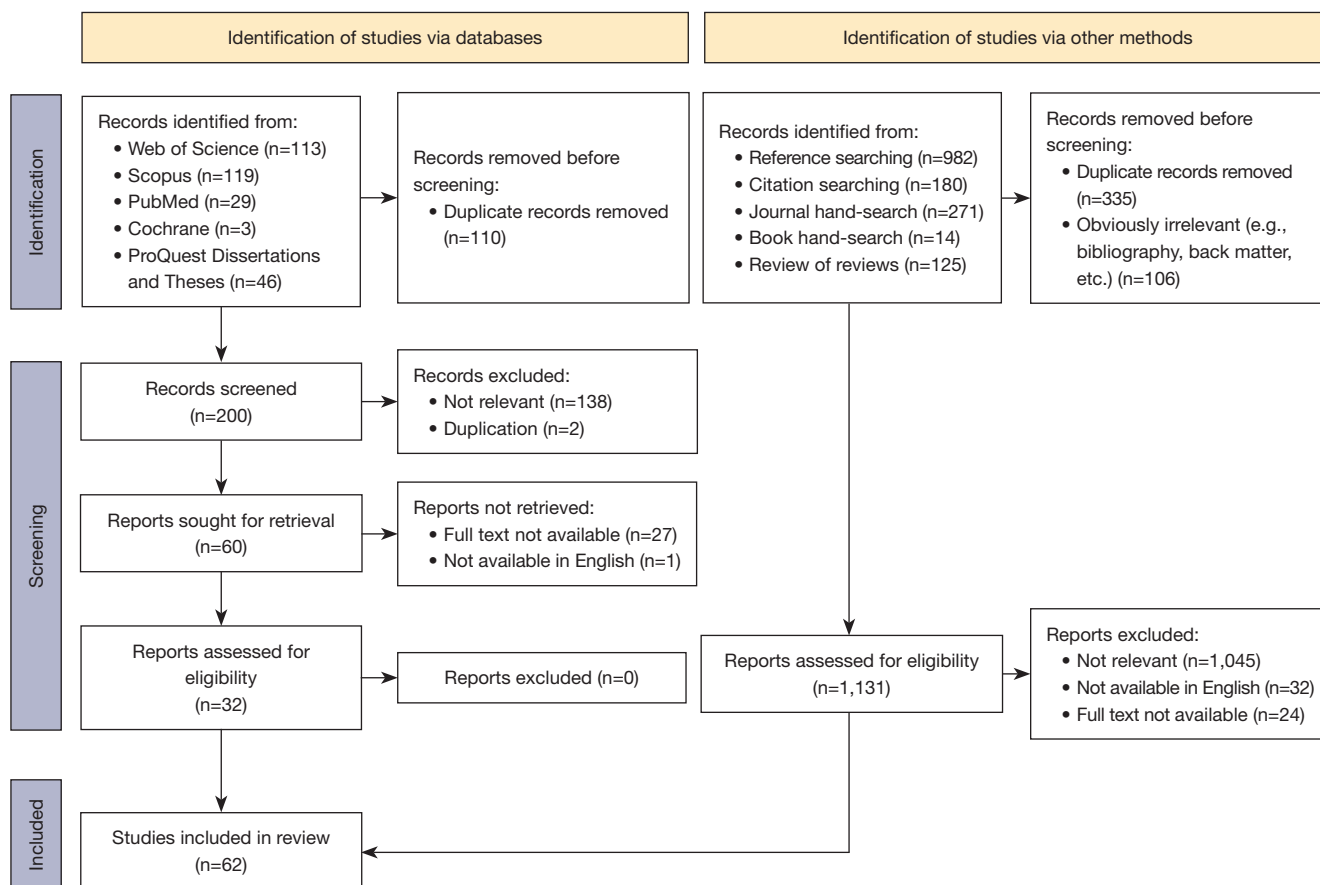 Identification of studies via databases
Identification of studies via other methods
Identification
Records identified from:
• Web of Science (n=113)
• Scopus (n=119)
• PubMed (n=29)
• Cochrane (n=3)
• ProQuest Dissertations
and Theses (n=46)
Records removed before
screening:
• Duplicate records removed
(n=110)
Records identified from:
• Reference searching (n=982)
• Citation searching (n=180)
• Journal hand-search (n=271)
• Book hand-search (n=14)
• Review of reviews (n=125)
Records removed before
screening:
• Duplicate records removed
(n=335)
• Obviously irrelevant (e.g.,
bibliography, back matter,
etc.) (n=106)
Screening
Records screened
(n=200)
Records excluded:
• Not relevant (n=138)
• Duplication (n=2)
Reports sought for retrieval
(n=60)
Reports not retrieved:
• Full text not available (n=27)
• Not available in English (n=1)
Reports assessed for
eligibility
(n=32)
Reports excluded (n=0)
Reports assessed for eligibility
(n=1,131)
Reports excluded:
• Not relevant (n=1,045)
• Not available in English (n=32)
• Full text not available (n=24)
Included
Studies included in review
(n=62)